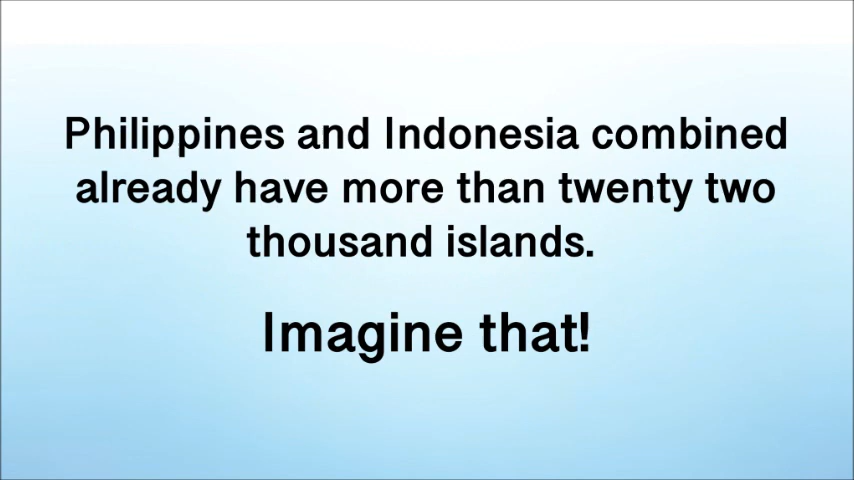 Philippines and Indonesia combined
already have more than twenty two
thousand islands.
Imagine that!